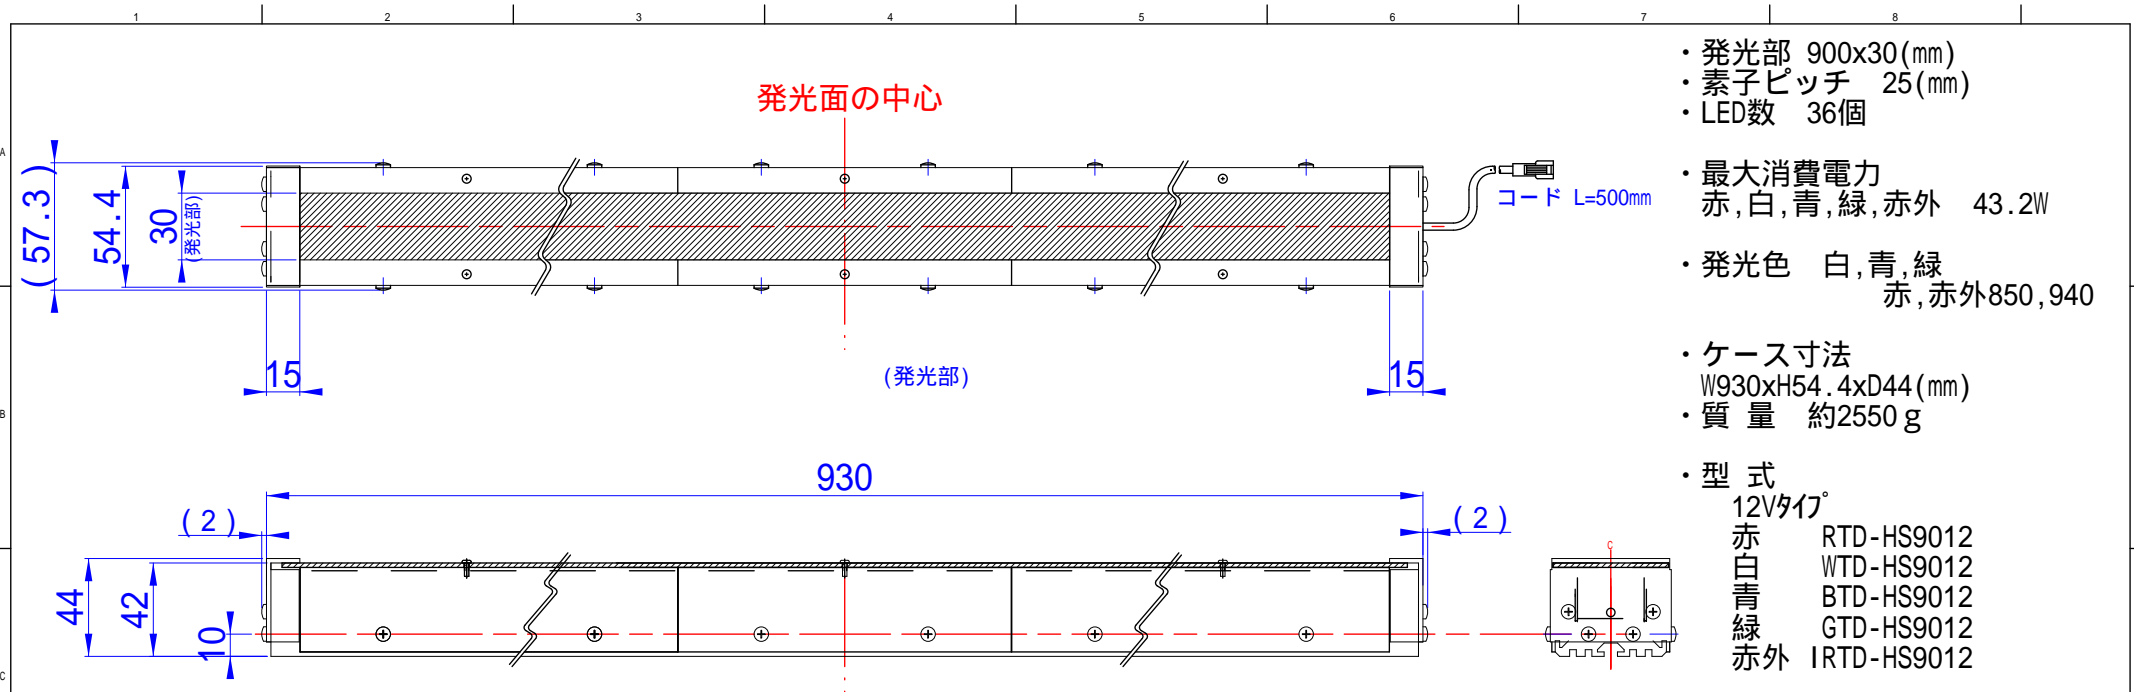 1 2 3 4 5 6 7 8
A
B
C
発光面の中心
(57.3)
54.4
30
(発光部)
コード L=500mm
15
15
(発光部)
930
(2)
(2)
44
42
10
C
・発光部 900x30(mm)
・素子ピッチ 25(mm)
・LED数 36個
・最大消費電力
赤,白,青,緑,赤外 43.2W
・発光色 白,青,緑
赤,赤外850,940
・ケース寸法
W930xH54.4xD44(mm)
・質 量 約2550g
・型 式
12Vタイプ
赤 RTD-HS9012
白 WTD-HS9012
青 BTD-HS9012
緑 GTD-HS9012
赤外 IRTD-HS9012